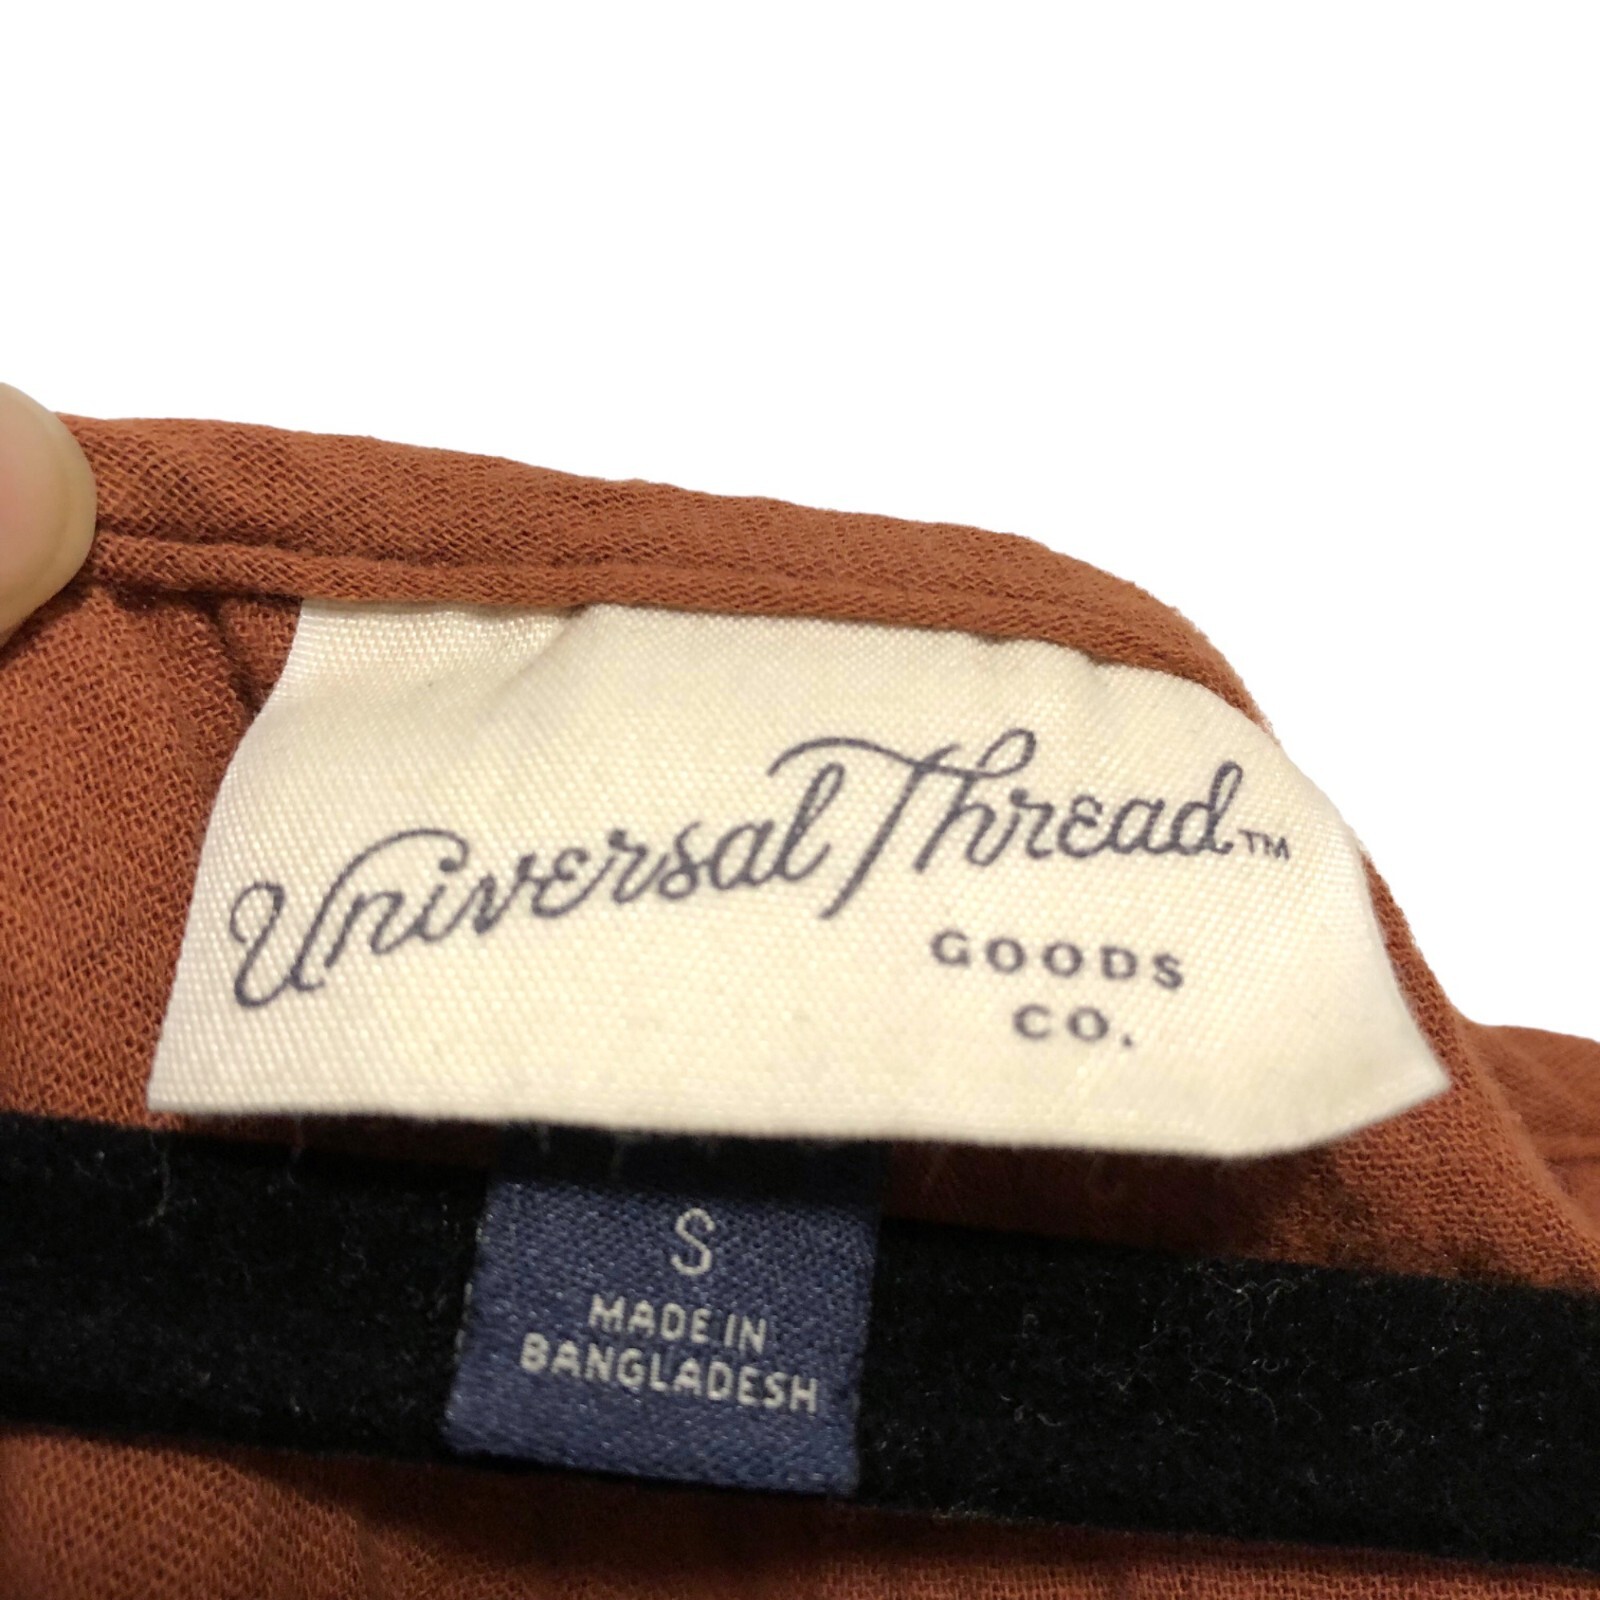 Universal Thread™
GOODS
CO.
S
MADE IN
BANGLADESH